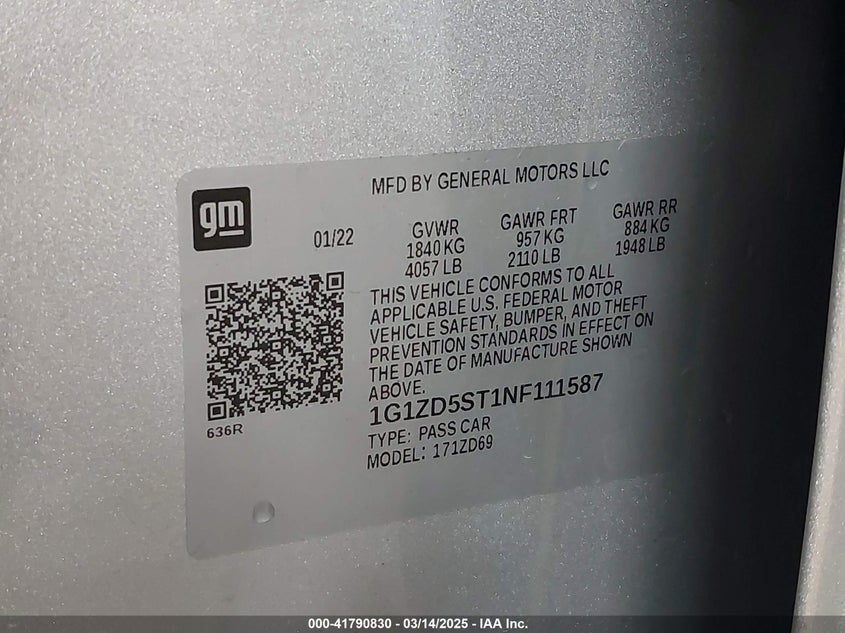 MFD BY GENERAL MOTORS LLC
gm
01/22
GVWR
1840 KG
4057 LB
GAWR FRT
957 KG
2110 LB
GAWR RR
884 KG
1948 LB
THIS VEHICLE CONFORMS TO ALL
APPLICABLE U.S. FEDERAL MOTOR
VEHICLE SAFETY, BUMPER, AND THEFT
PREVENTION STANDARDS IN EFFECT ON
THE DATE OF MANUFACTURE SHOWN
ABOVE.
1G1ZD5ST1NF111587
TYPE: PASS CAR
MODEL: 171ZD69
636R
000-41790830 - 03/14/2025 - IAA Inc.